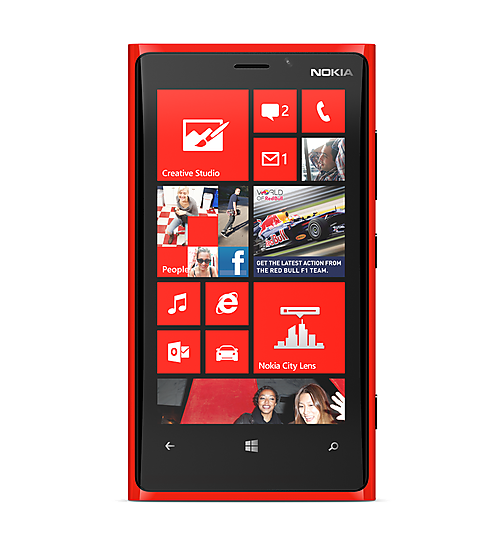 NOKIA
2
Creative Studio
1
WORLD
OF Red Bull
People
f
GET THE LATEST ACTION FROM
THE RED BULL F1 TEAM.
Nokia City Lens